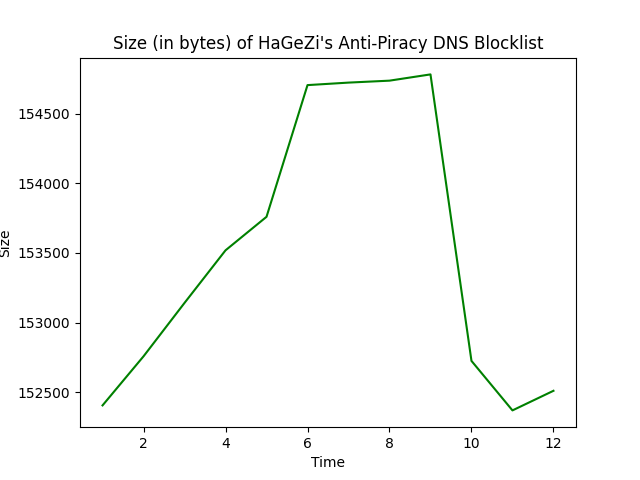 Size (in bytes) of HaGeZi's Anti-Piracy DNS Blocklist
154500
154000
153500
153000
152500
Size
2 4 6 8 10 12
Time